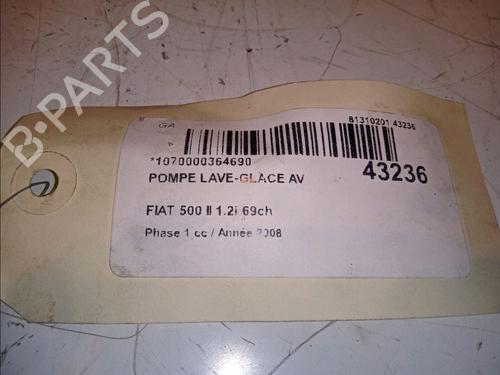 B-PARTS
GA
B1310201 43236
*1070000364690
POMPE LAVE-GLACE AV
43236
FIAT 500 II 1.2i 69ch
Phase 1 cc / Année 2008